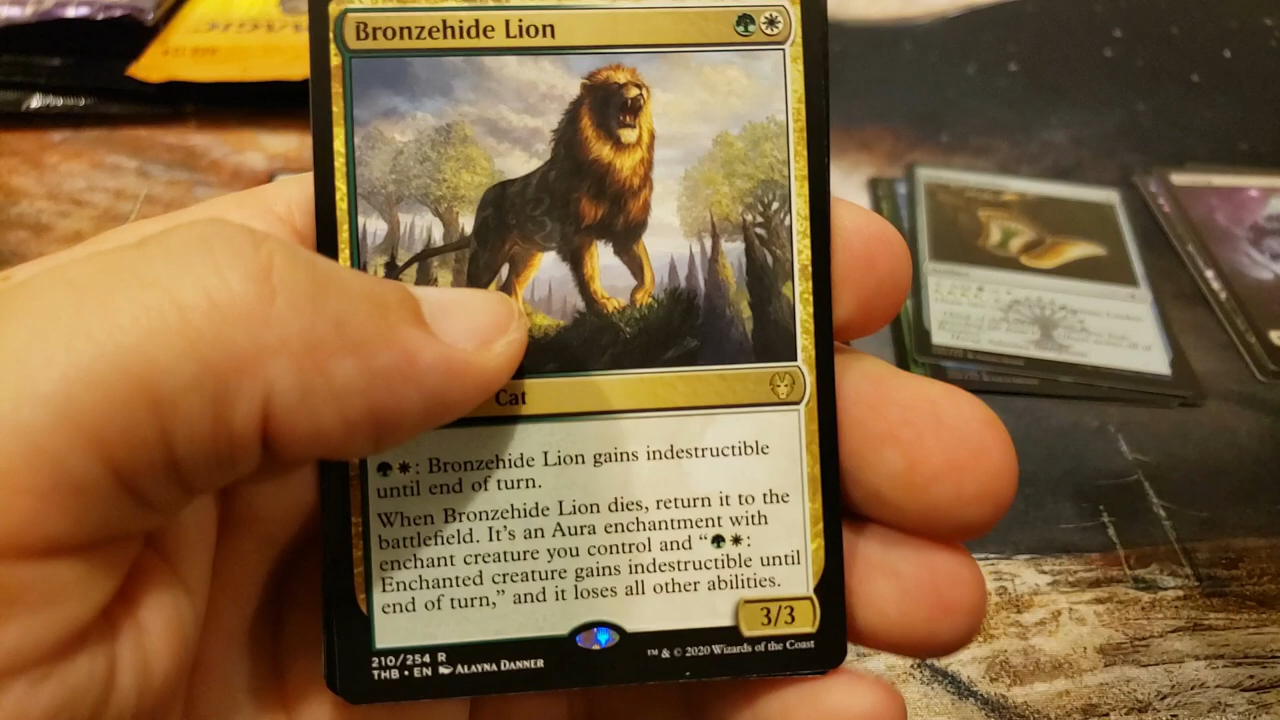 Bronzehide Lion
Cat
: Bronzehide Lion gains indestructible
until end of turn.
When Bronzehide Lion dies, return it to the
battlefield. It's an Aura enchantment with
enchant creature you control and “ :
Enchanted creature gains indestructible until
end of turn,” and it loses all other abilities.
3/3
210/254 R
THB • EN ALAYNA DANNER
™ & © 2020 Wizards of the Coast